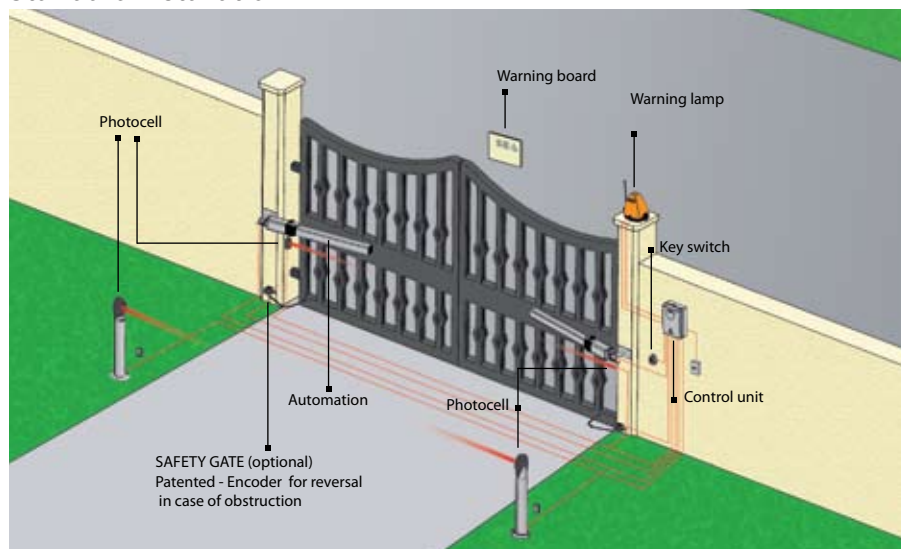 Warning board
Warning lamp
Photocell
Key switch
Automation
Photocell
Control unit
SAFETY GATE (optional)
Patented - Encoder for reversal
in case of obstruction